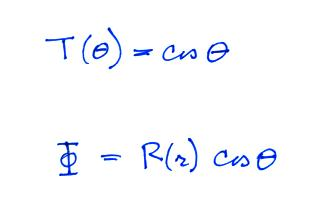 T(θ) = cos θ
Φ = R(r) cos θ